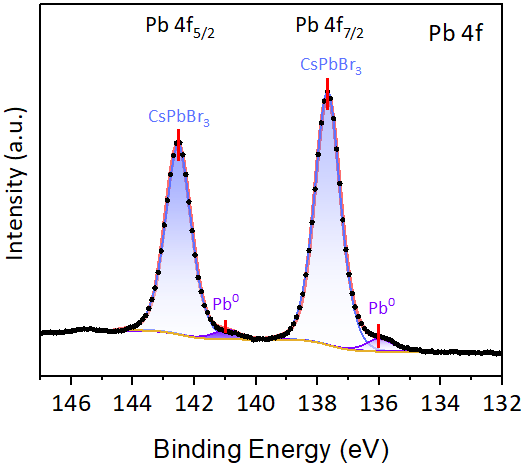 Pb 4f5/2
Pb 4f7/2
Pb 4f
CsPbBr3
CsPbBr3
Pb0
Pb0
Intensity (a.u.)
146 144 142 140 138 136 134 132
Binding Energy (eV)